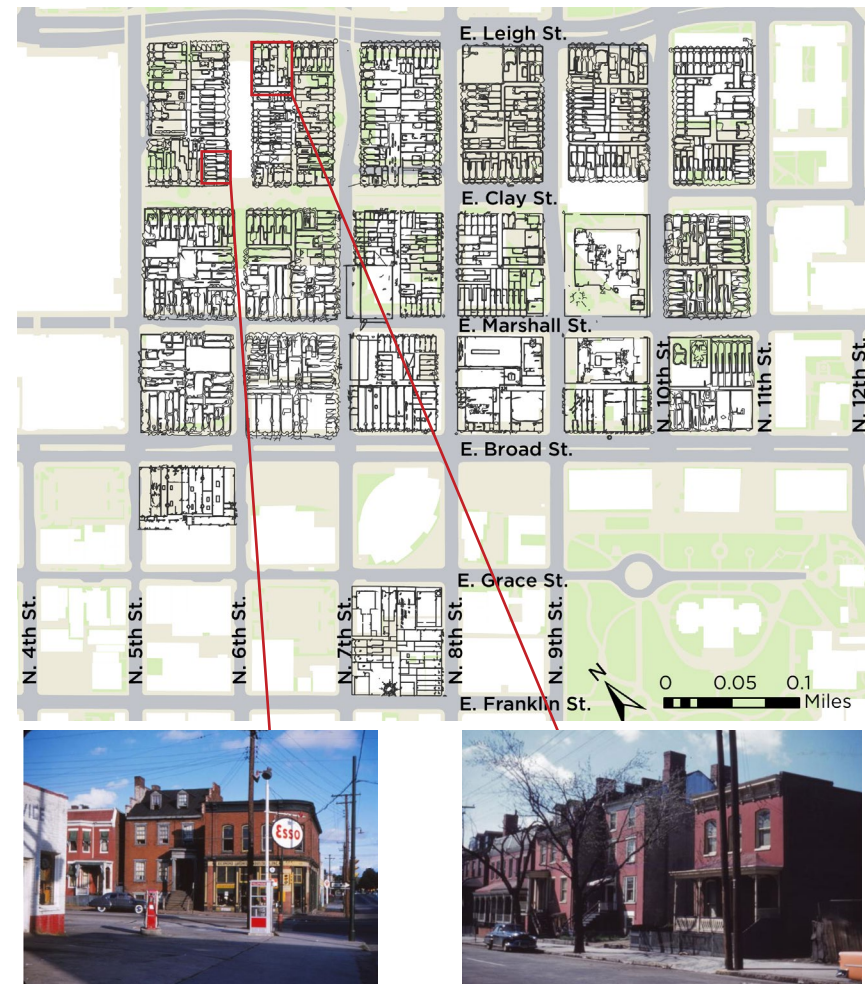 E. Leigh St.
E. Clay St.
E. Marshall St.
N. 10th St.
N. 11th St.
N. 12th St.
E. Broad St.
E. Grace St.
N. 4th St.
N. 5th St.
N. 6th St.
N. 7th St.
N. 8th St.
N. 9th St.
N
0 0.05 0.1
Miles
E. Franklin St.
VICE
Esso